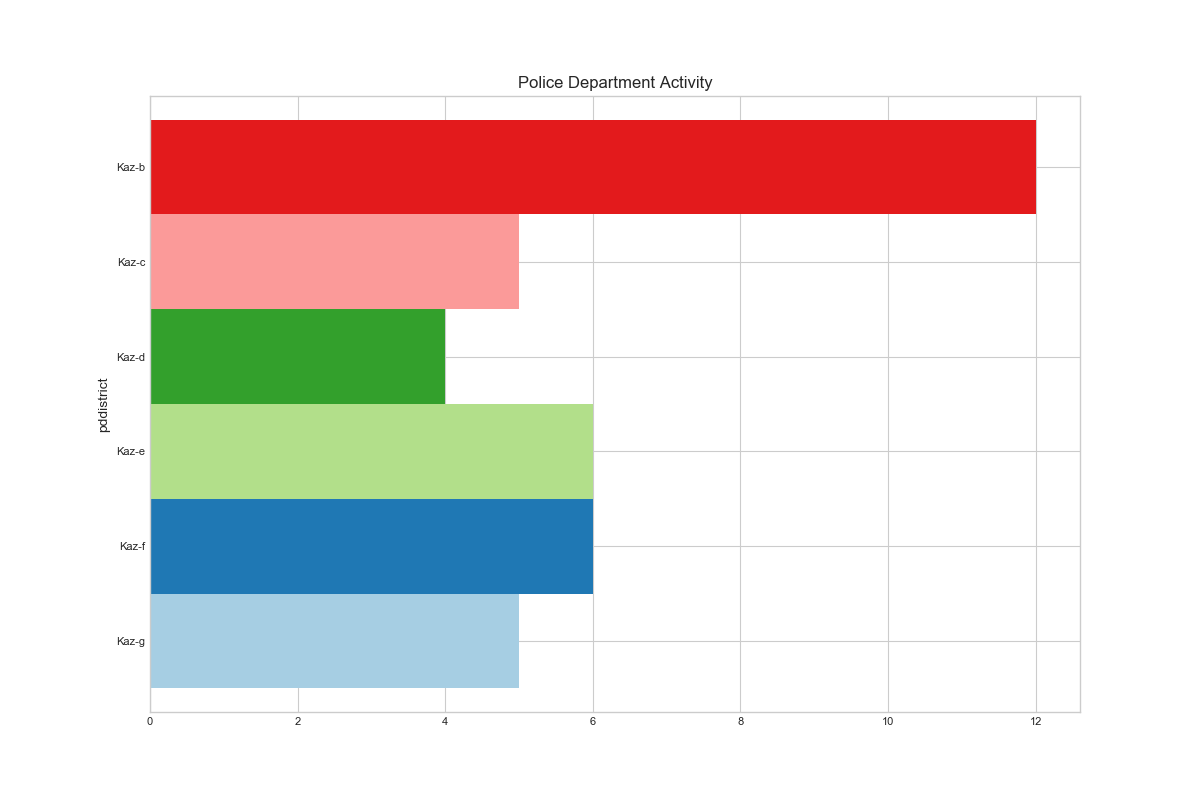 Police Department Activity
Kaz-b
Kaz-c
Kaz-d
Kaz-e
Kaz-f
Kaz-g
pddistrict
0 2 4 6 8 10 12